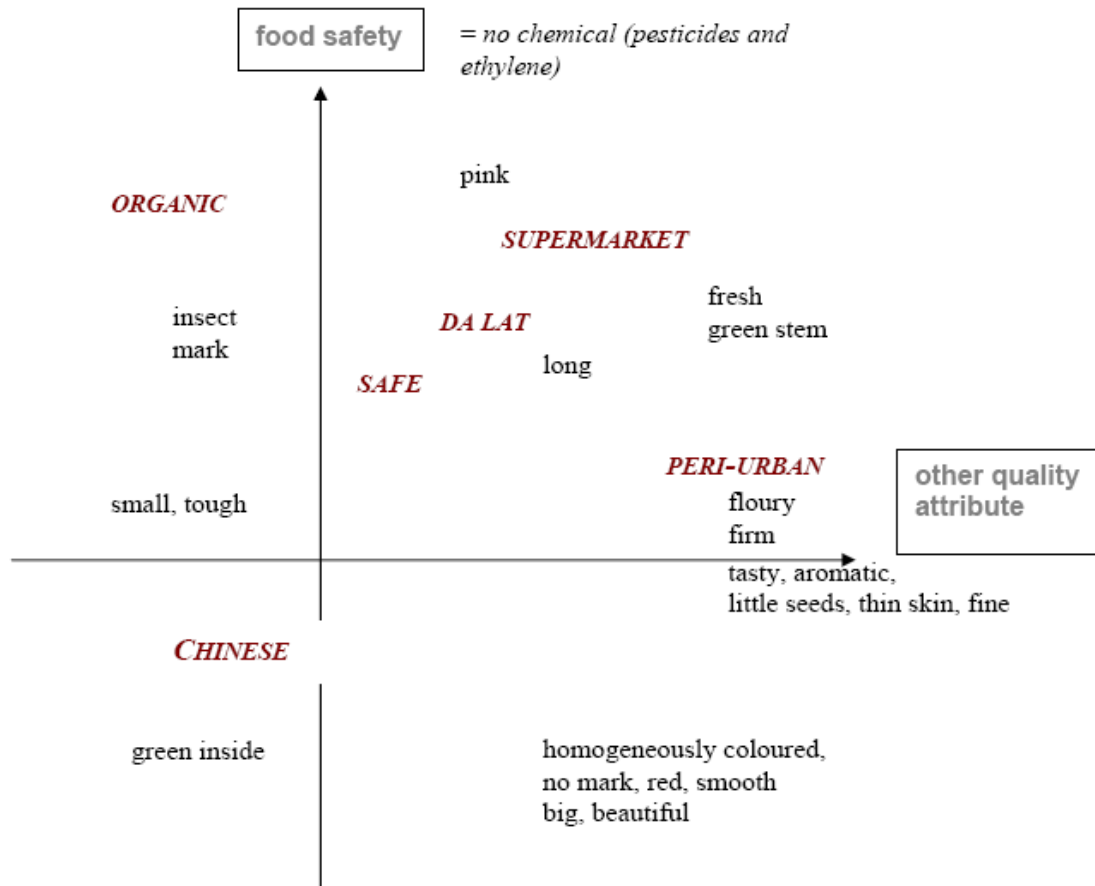 food safety
= no chemical (pesticides and
ethylene)
pink
ORGANIC
SUPERMARKET
insect
mark
fresh
green stem
DA LAT
long
SAFE
PERI-URBAN
other quality
attribute
small, tough
floury
firm
tasty, aromatic,
little seeds, thin skin, fine
CHINESE
green inside
homogeneously coloured,
no mark, red, smooth
big, beautiful